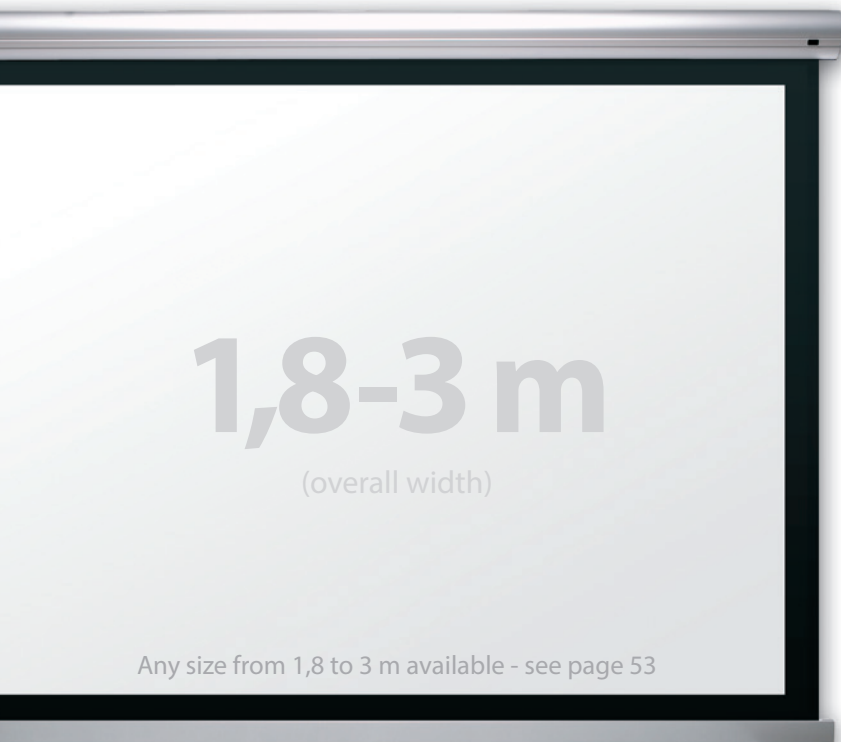 1,8-3 m
(overall width)
Any size from 1,8 to 3 m available - see page 53